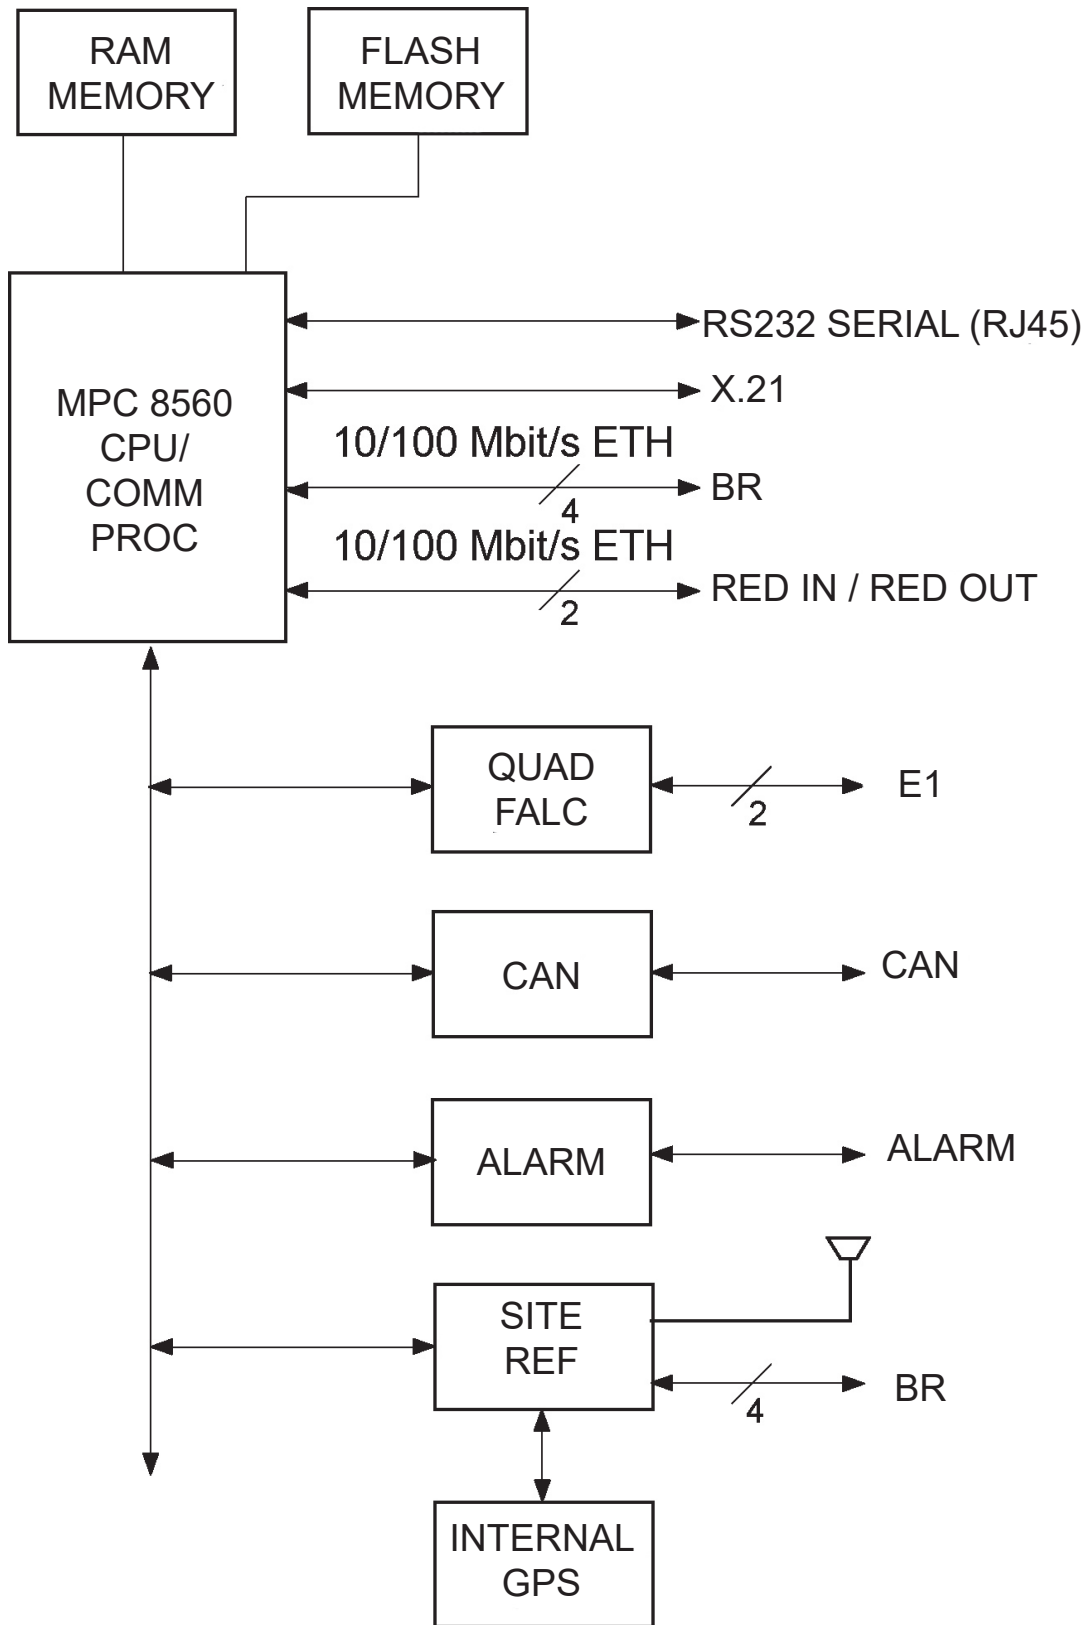 RAM
MEMORY
FLASH
MEMORY
RS232 SERIAL (RJ45)
MPC 8560
CPU/
COMM
PROC
X.21
10/100 Mbit/s ETH
BR
4
10/100 Mbit/s ETH
RED IN / RED OUT
2
QUAD
FALC
E1
2
CAN
CAN
ALARM
ALARM
SITE
REF
BR
4
INTERNAL
GPS